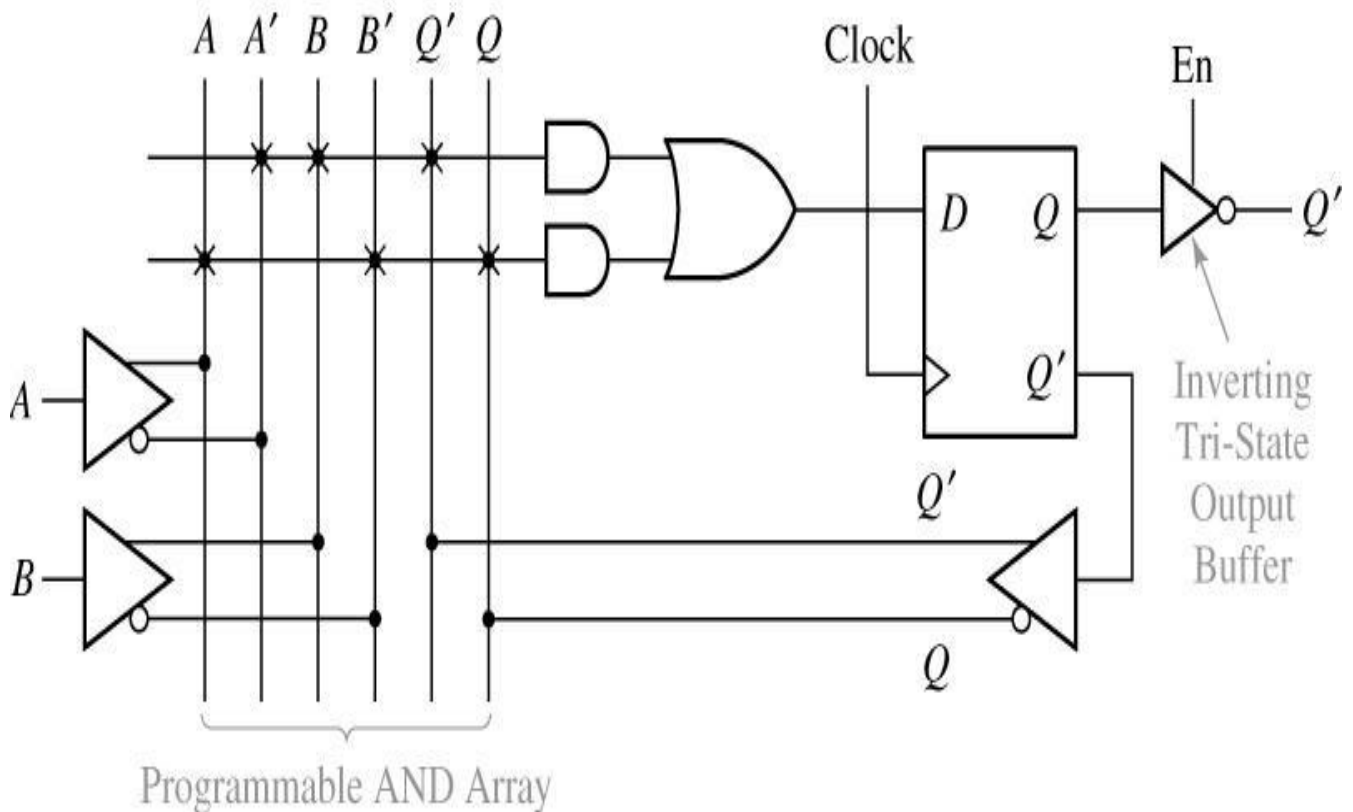 A A′ B B′ Q′ Q
Clock
En
D Q
Q′
Q′
A
B
Q′
Q
Inverting
Tri-State
Output
Buffer
Programmable AND Array